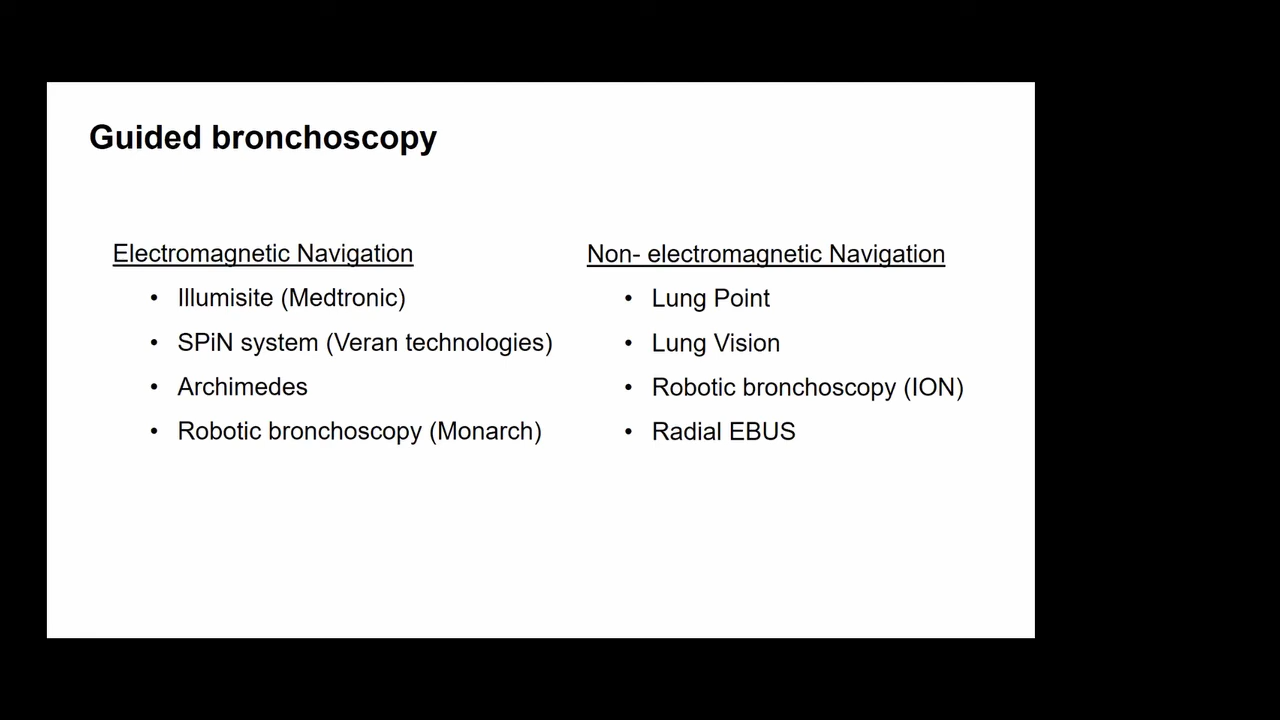 Guided bronchoscopy
Electromagnetic Navigation
• Illumisite (Medtronic)
• SPiN system (Veran technologies)
• Archimedes
• Robotic bronchoscopy (Monarch)
Non- electromagnetic Navigation
• Lung Point
• Lung Vision
• Robotic bronchoscopy (ION)
• Radial EBUS